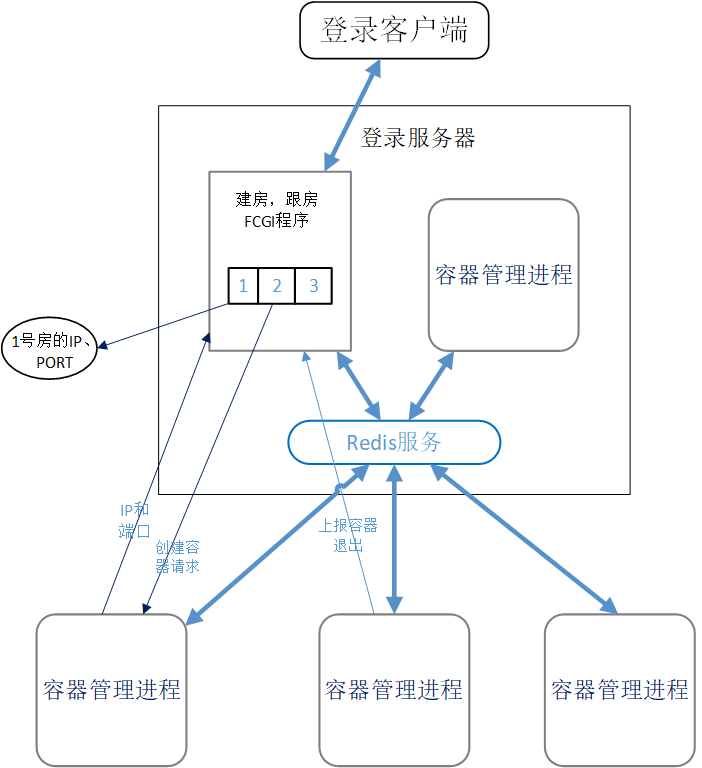 登录客户端
登录服务器
建房，跟房
FCGI程序
1 2 3
容器管理进程
1号房的IP、
PORT
Redis服务
IP和
端口
创建容
器请求
上报容器
退出
容器管理进程
容器管理进程
容器管理进程